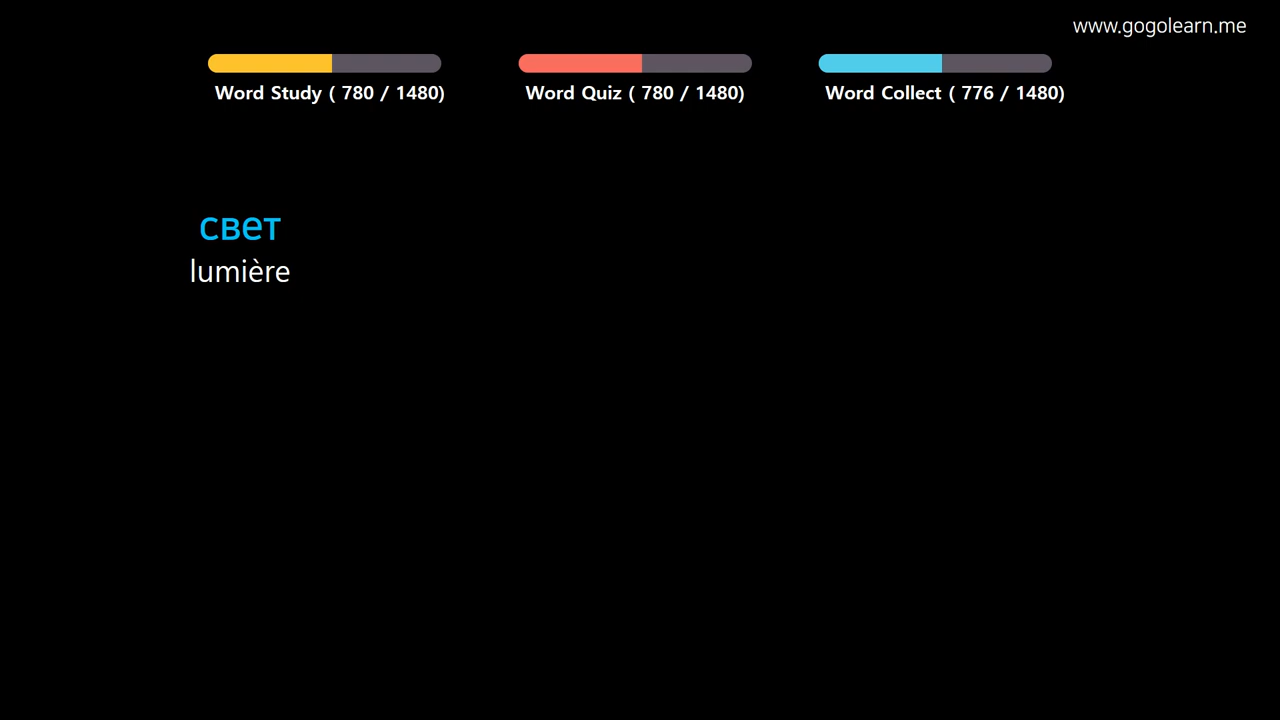 www.gogolearn.me
Word Study ( 780 / 1480)
Word Quiz ( 780 / 1480)
Word Collect ( 776 / 1480)
свет
lumière